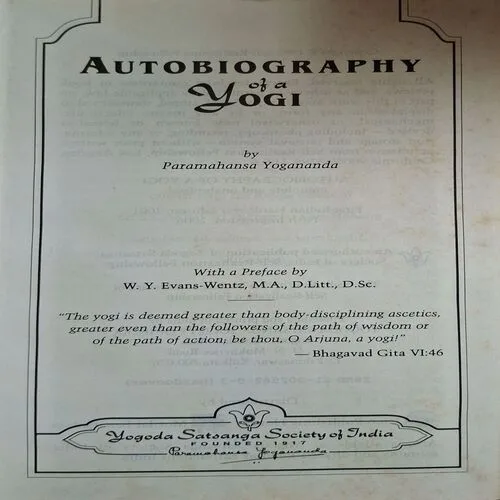 AUTOBIOGRAPHY
of a
YOGI
by
Paramahansa Yogananda
With a Preface by
W. Y. Evans-Wentz, M.A., D.Litt., D.Sc.
“The yogi is deemed greater than body-disciplining ascetics,
greater even than the followers of the path of wisdom or
of the path of action; be thou, O Arjuna, a yogi!”
— Bhagavad Gita VI:46
Yogoda Satsanga Society of India
FOUNDED 1917
Paramahansa Yogananda